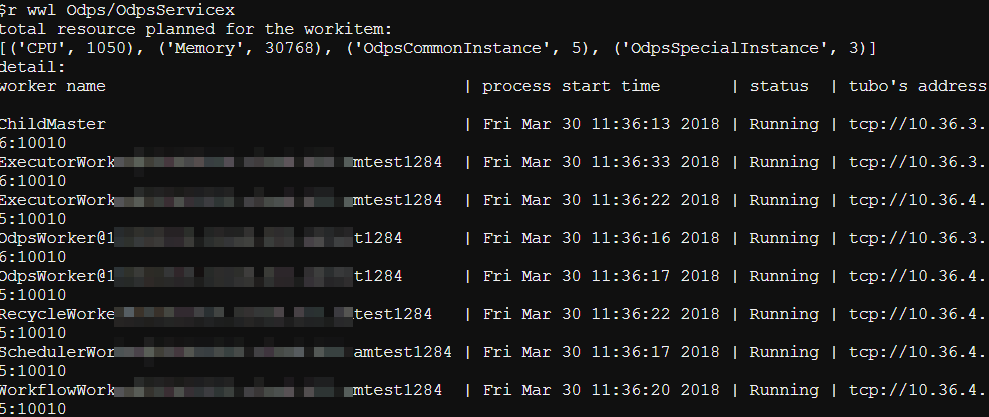 $r wwl Odps/OdpsServicex
total resource planned for the workitem:
[('CPU', 1050), ('Memory', 30768), ('OdpsCommonInstance', 5), ('OdpsSpecialInstance', 3)]
detail:
worker name | process start time | status | tubo's address
ChildMaster | Fri Mar 30 11:36:13 2018 | Running | tcp://10.36.3.
6:10010
ExecutorWork mtest1284 | Fri Mar 30 11:36:33 2018 | Running | tcp://10.36.3.
6:10010
ExecutorWork mtest1284 | Fri Mar 30 11:36:22 2018 | Running | tcp://10.36.4.
5:10010
OdpsWorker@1 t1284 | Fri Mar 30 11:36:16 2018 | Running | tcp://10.36.3.
6:10010
OdpsWorker@1 t1284 | Fri Mar 30 11:36:17 2018 | Running | tcp://10.36.4.
5:10010
RecycleWorke test1284 | Fri Mar 30 11:36:22 2018 | Running | tcp://10.36.4.
5:10010
SchedulerWor amtest1284 | Fri Mar 30 11:36:17 2018 | Running | tcp://10.36.4.
5:10010
WorkflowWork mtest1284 | Fri Mar 30 11:36:20 2018 | Running | tcp://10.36.4.
5:10010